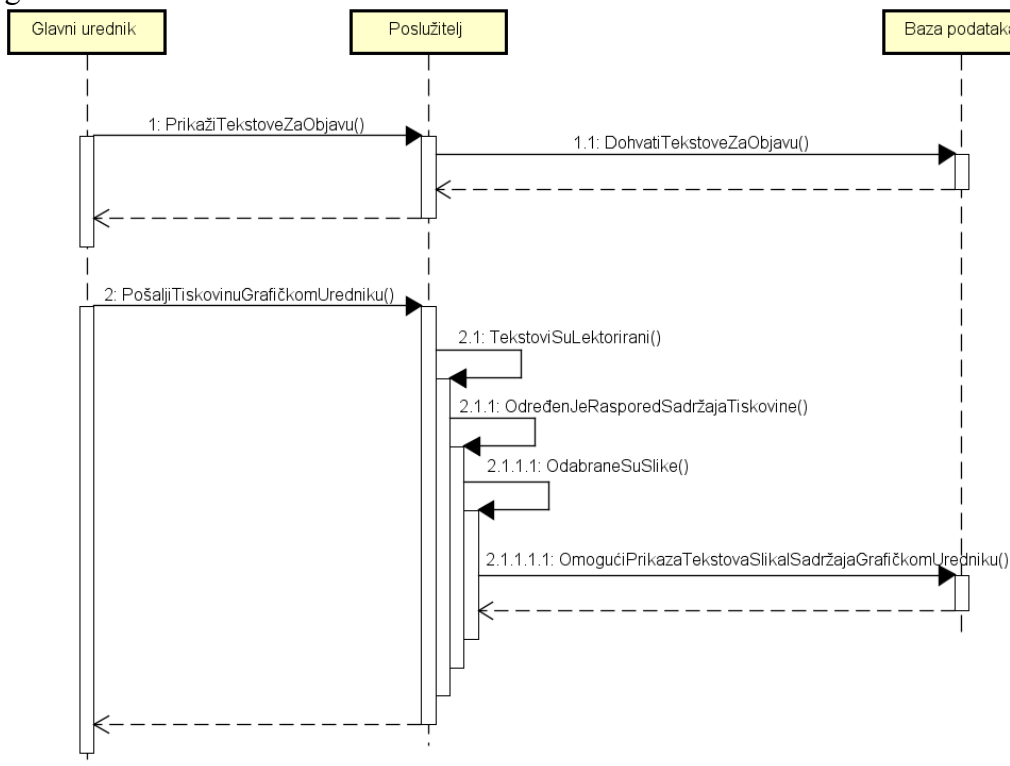 g
Glavni urednik
Poslužitelj
Baza podataka
1: PrikažiTekstoveZaObjavu()
1.1: DohvatiTekstoveZaObjavu()
2: PošaljiTiskovinuGrafičkomUredniku()
2.1: TekstoviSuLektorirani()
2.1.1: OdređenJeRasporedSadržajaTiskovine()
2.1.1.1: OdabraneSuSlike()
2.1.1.1.1: OmogućiPrikazaTekstovaSlikaISadržajaGrafičkomUredniku()